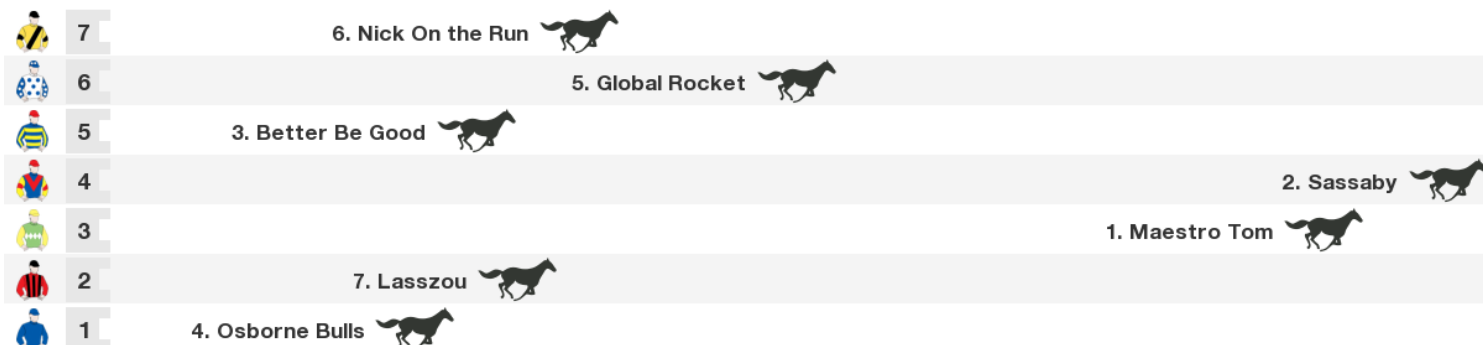 7 6. Nick On the Run
6 5. Global Rocket
5 3. Better Be Good
4 2. Sassaby
3 1. Maestro Tom
2 7. Lasszou
1 4. Osborne Bulls